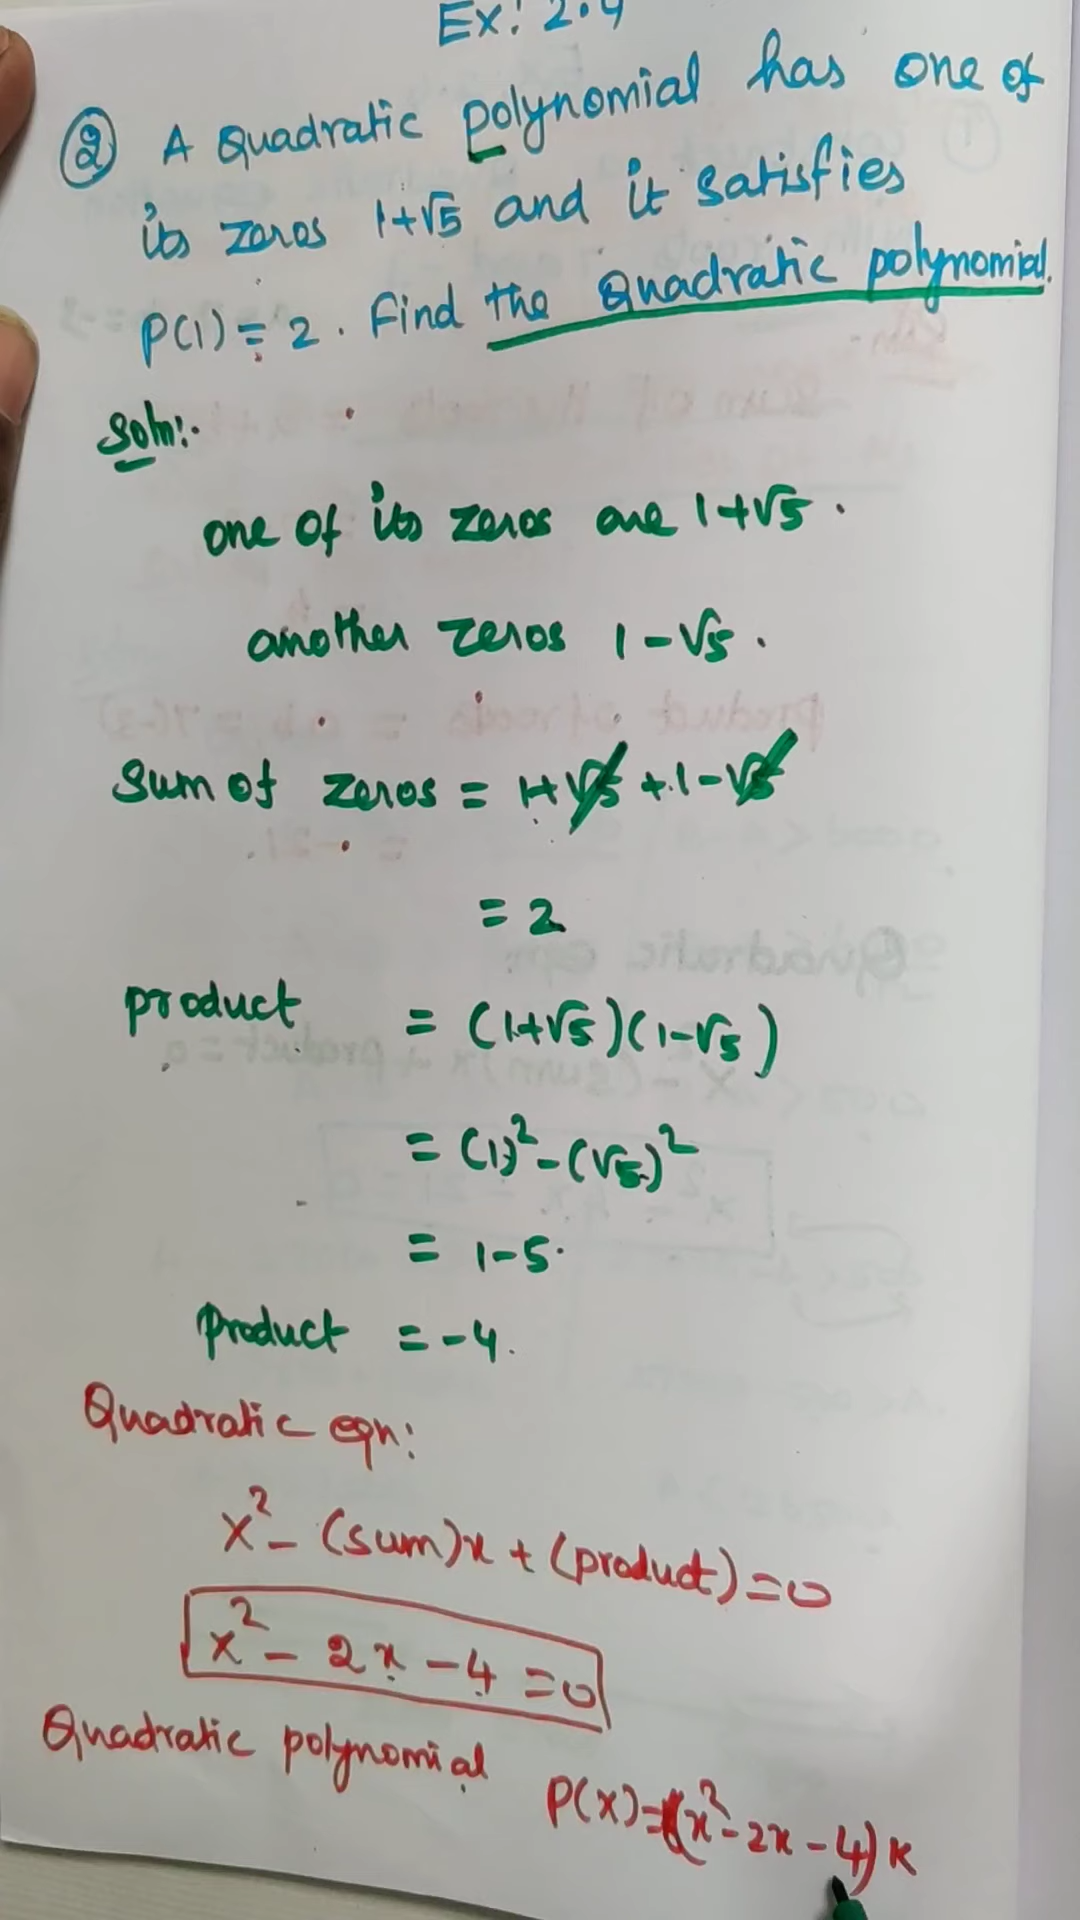 Ex: 2.4
② A Quadratic polynomial has one of
its zeros 1+√5 and it satisfies
P(1) = 2. Find the Quadratic polynomial.
Soln:
one of its zeros are 1+√5.
another zeros 1-√5.
Sum of zeros = 1+√5 + 1-√5
= 2
product = (1+√5)(1-√5)
= (1)² - (√5)²
= 1-5.
product = -4.
Quadratic eqn:
x² - (sum)x + (product) = 0
x² - 2x - 4 = 0
Quadratic polynomial P(x) = (x² - 2x - 4) k